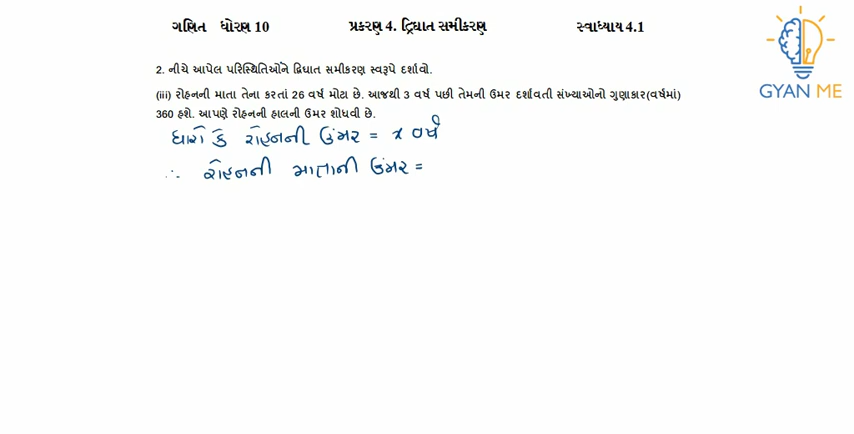 ગણિત ધોરણ 10 પ્રકરણ 4. દ્વિઘાત સમીકરણ સ્વાધ્યાય 4.1
GYAN ME
2. નીચે આપેલ પરિસ્થિતિઓને દ્વિઘાત સમીકરણ સ્વરૂપે દર્શાવો.
(iii) રોહનની માતા તેના કરતાં 26 વર્ષ મોટા છે. આજથી 3 વર્ષ પછી તેમની ઉમર દર્શાવતી સંખ્યાઓનો ગુણાકાર(વર્ષમાં)
360 હશે. આપણે રોહનની હાલની ઉમર શોધવી છે.
ધારો કે રોહનની ઉંમર = x વર્ષ
∴ રોહનની માતાની ઉંમર =